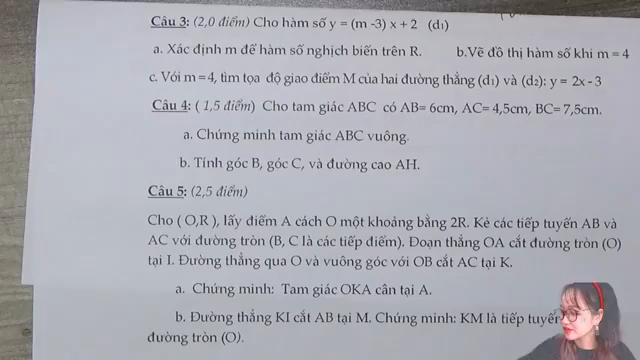 Câu 3: (2,0 điểm) Cho hàm số y = (m -3) x + 2 (d₁)
a. Xác định m để hàm số nghịch biến trên R. b.Vẽ đồ thị hàm số khi m = 4
c. Với m = 4, tìm tọa độ giao điểm M của hai đường thẳng (d₁) và (d₂): y = 2x - 3
Câu 4: ( 1,5 điểm) Cho tam giác ABC có AB= 6cm, AC= 4,5cm, BC= 7,5cm.
a. Chứng minh tam giác ABC vuông.
b. Tính góc B, góc C, và đường cao AH.
Câu 5: (2,5 điểm)
Cho ( O,R ), lấy điểm A cách O một khoảng bằng 2R. Kẻ các tiếp tuyến AB và
AC với đường tròn (B, C là các tiếp điểm). Đoạn thẳng OA cắt đường tròn (O)
tại I. Đường thẳng qua O và vuông góc với OB cắt AC tại K.
a. Chứng minh: Tam giác OKA cân tại A.
b. Đường thẳng KI cắt AB tại M. Chứng minh: KM là tiếp tuyến
đường tròn (O).